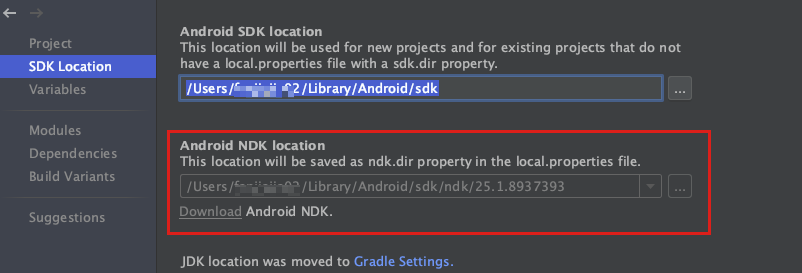 Project
SDK Location
Variables
Modules
Dependencies
Build Variants
Suggestions
Android SDK location
This location will be used for new projects and for existing projects that do not
have a local.properties file with a sdk.dir property.
/Users/ /Library/Android/sdk
...
Android NDK location
This location will be saved as ndk.dir property in the local.properties file.
/Users/ /Library/Android/sdk/ndk/25.1.8937393
...
Download Android NDK.
JDK location was moved to Gradle Settings.